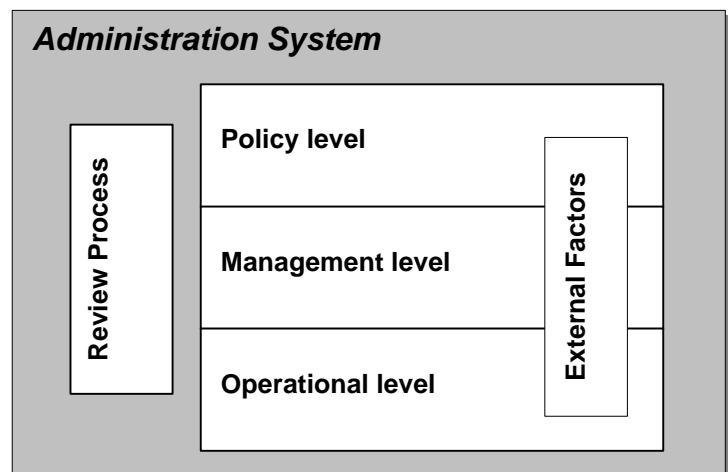 Administration System
Review Process
Policy level
Management level
Operational level
External Factors